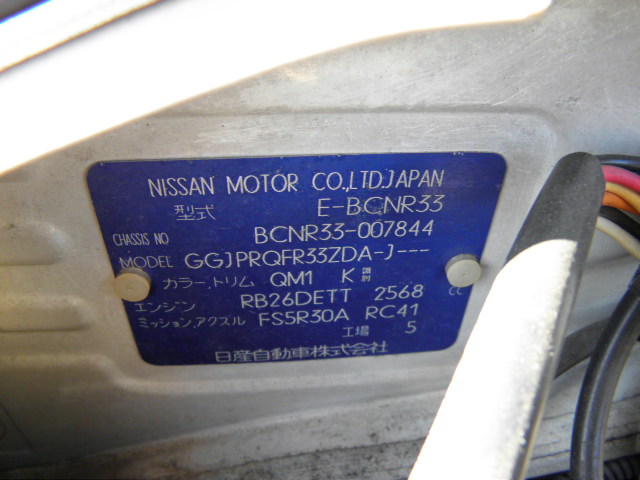 NISSAN MOTOR CO.,LTD.JAPAN
型式 E-BCNR33
CHASSIS NO BCNR33-007844
MODEL GGJPRQFR33ZDA-J---
カラー,トリム QM1 K
エンジン RB26DETT 2568 CC
ミッション,アクスル FS5R30A RC41
工場 5
日産自動車株式会社